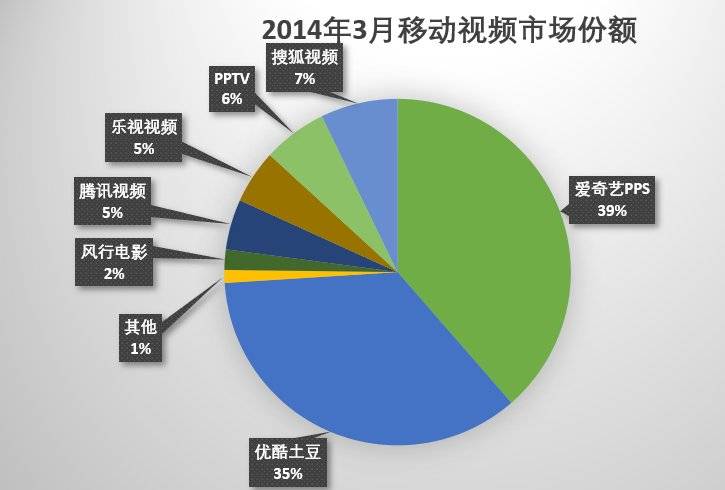 2014年3月移动视频市场份额
搜狐视频
7%
PPTV
6%
乐视视频
5%
腾讯视频
5%
风行电影
2%
其他
1%
爱奇艺PPS
39%
优酷土豆
35%